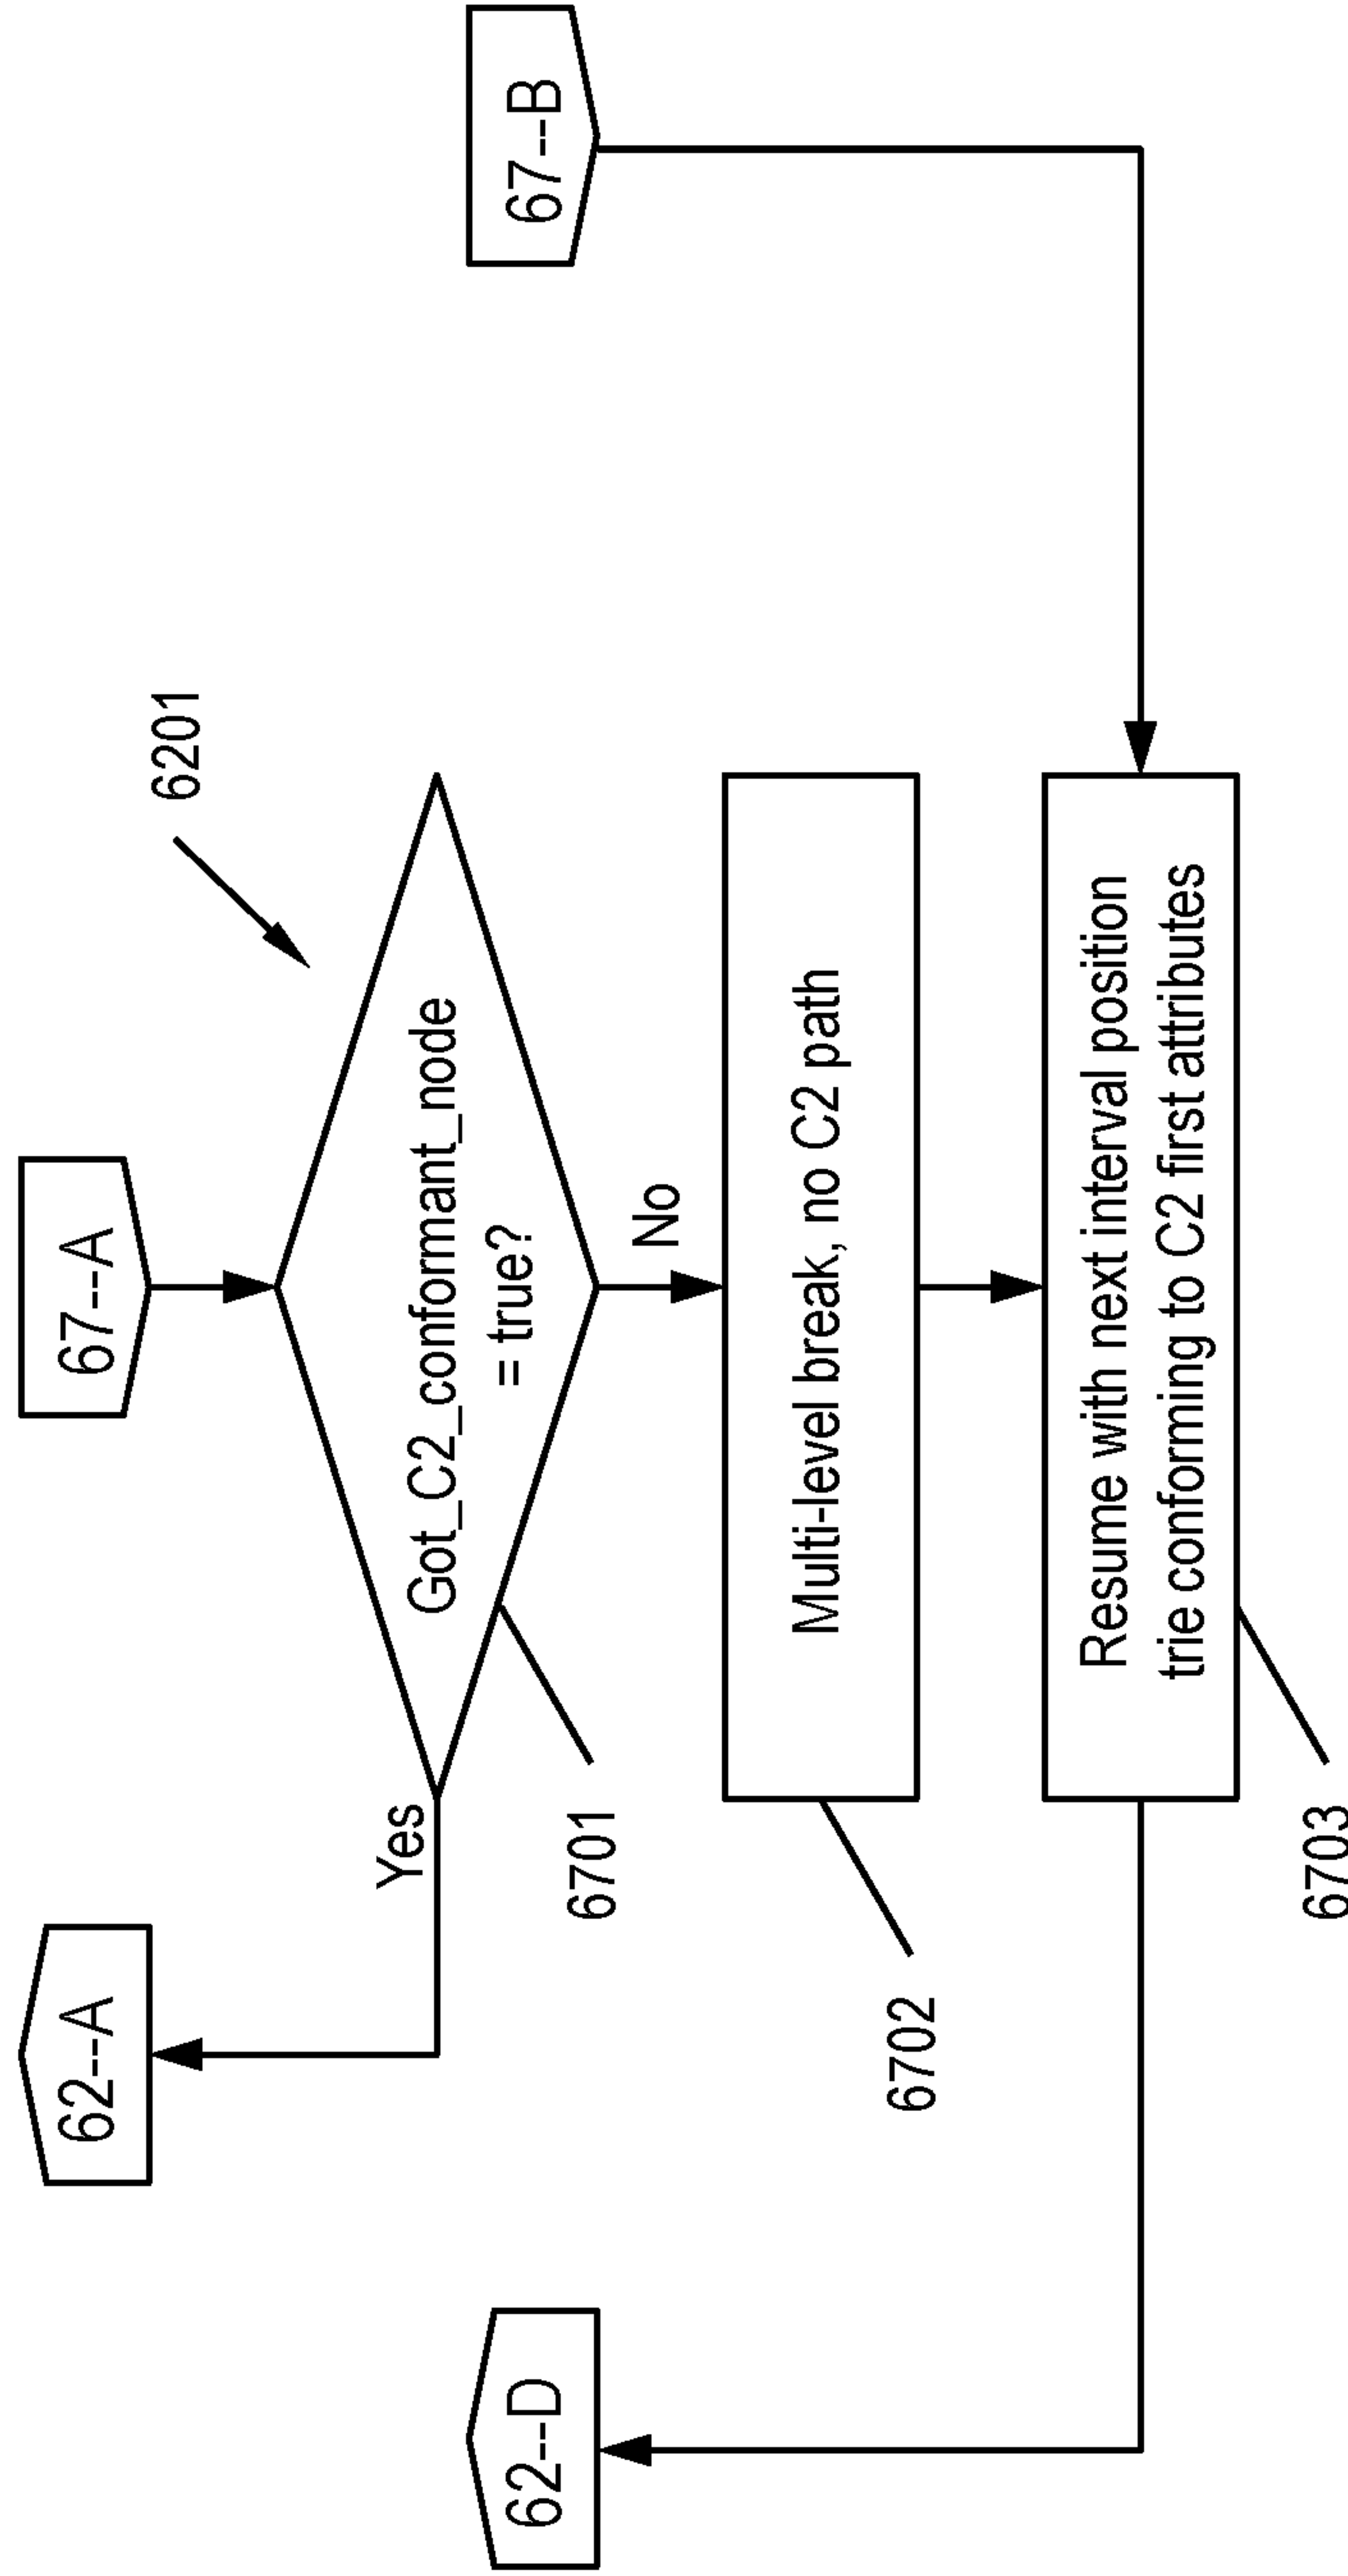 62--A
67--A
6201
Yes
Got_C2_conformant_node
= true?
6701
No
62--D
67--B
Multi-level break, no C2 path
6702
Resume with next interval position
trie conforming to C2 first attributes
6703